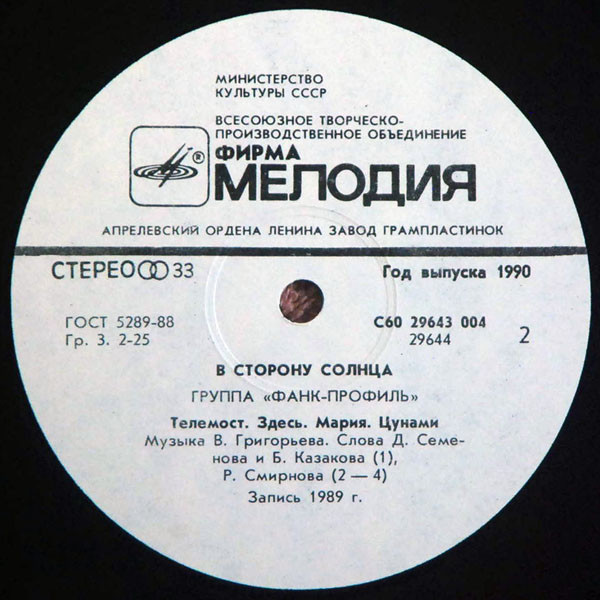 МИНИСТЕРСТВО
КУЛЬТУРЫ СССР
ВСЕСОЮЗНОЕ ТВОРЧЕСКО-
ПРОИЗВОДСТВЕННОЕ ОБЪЕДИНЕНИЕ
®
ФИРМА
МЕЛОДИЯ
АПРЕЛЕВСКИЙ ОРДЕНА ЛЕНИНА ЗАВОД ГРАМПЛАСТИНОК
СТЕРЕО 33
Год выпуска 1990
ГОСТ 5289-88
Гр. 3. 2-25
С60 29643 004
29644
2
В СТОРОНУ СОЛНЦА
ГРУППА «ФАНК-ПРОФИЛЬ»
Телемост. Здесь. Мария. Цунами
Музыка В. Григорьева. Слова Д. Семе-
нова и Б. Казакова (1),
Р. Смирнова (2 — 4)
Запись 1989 г.